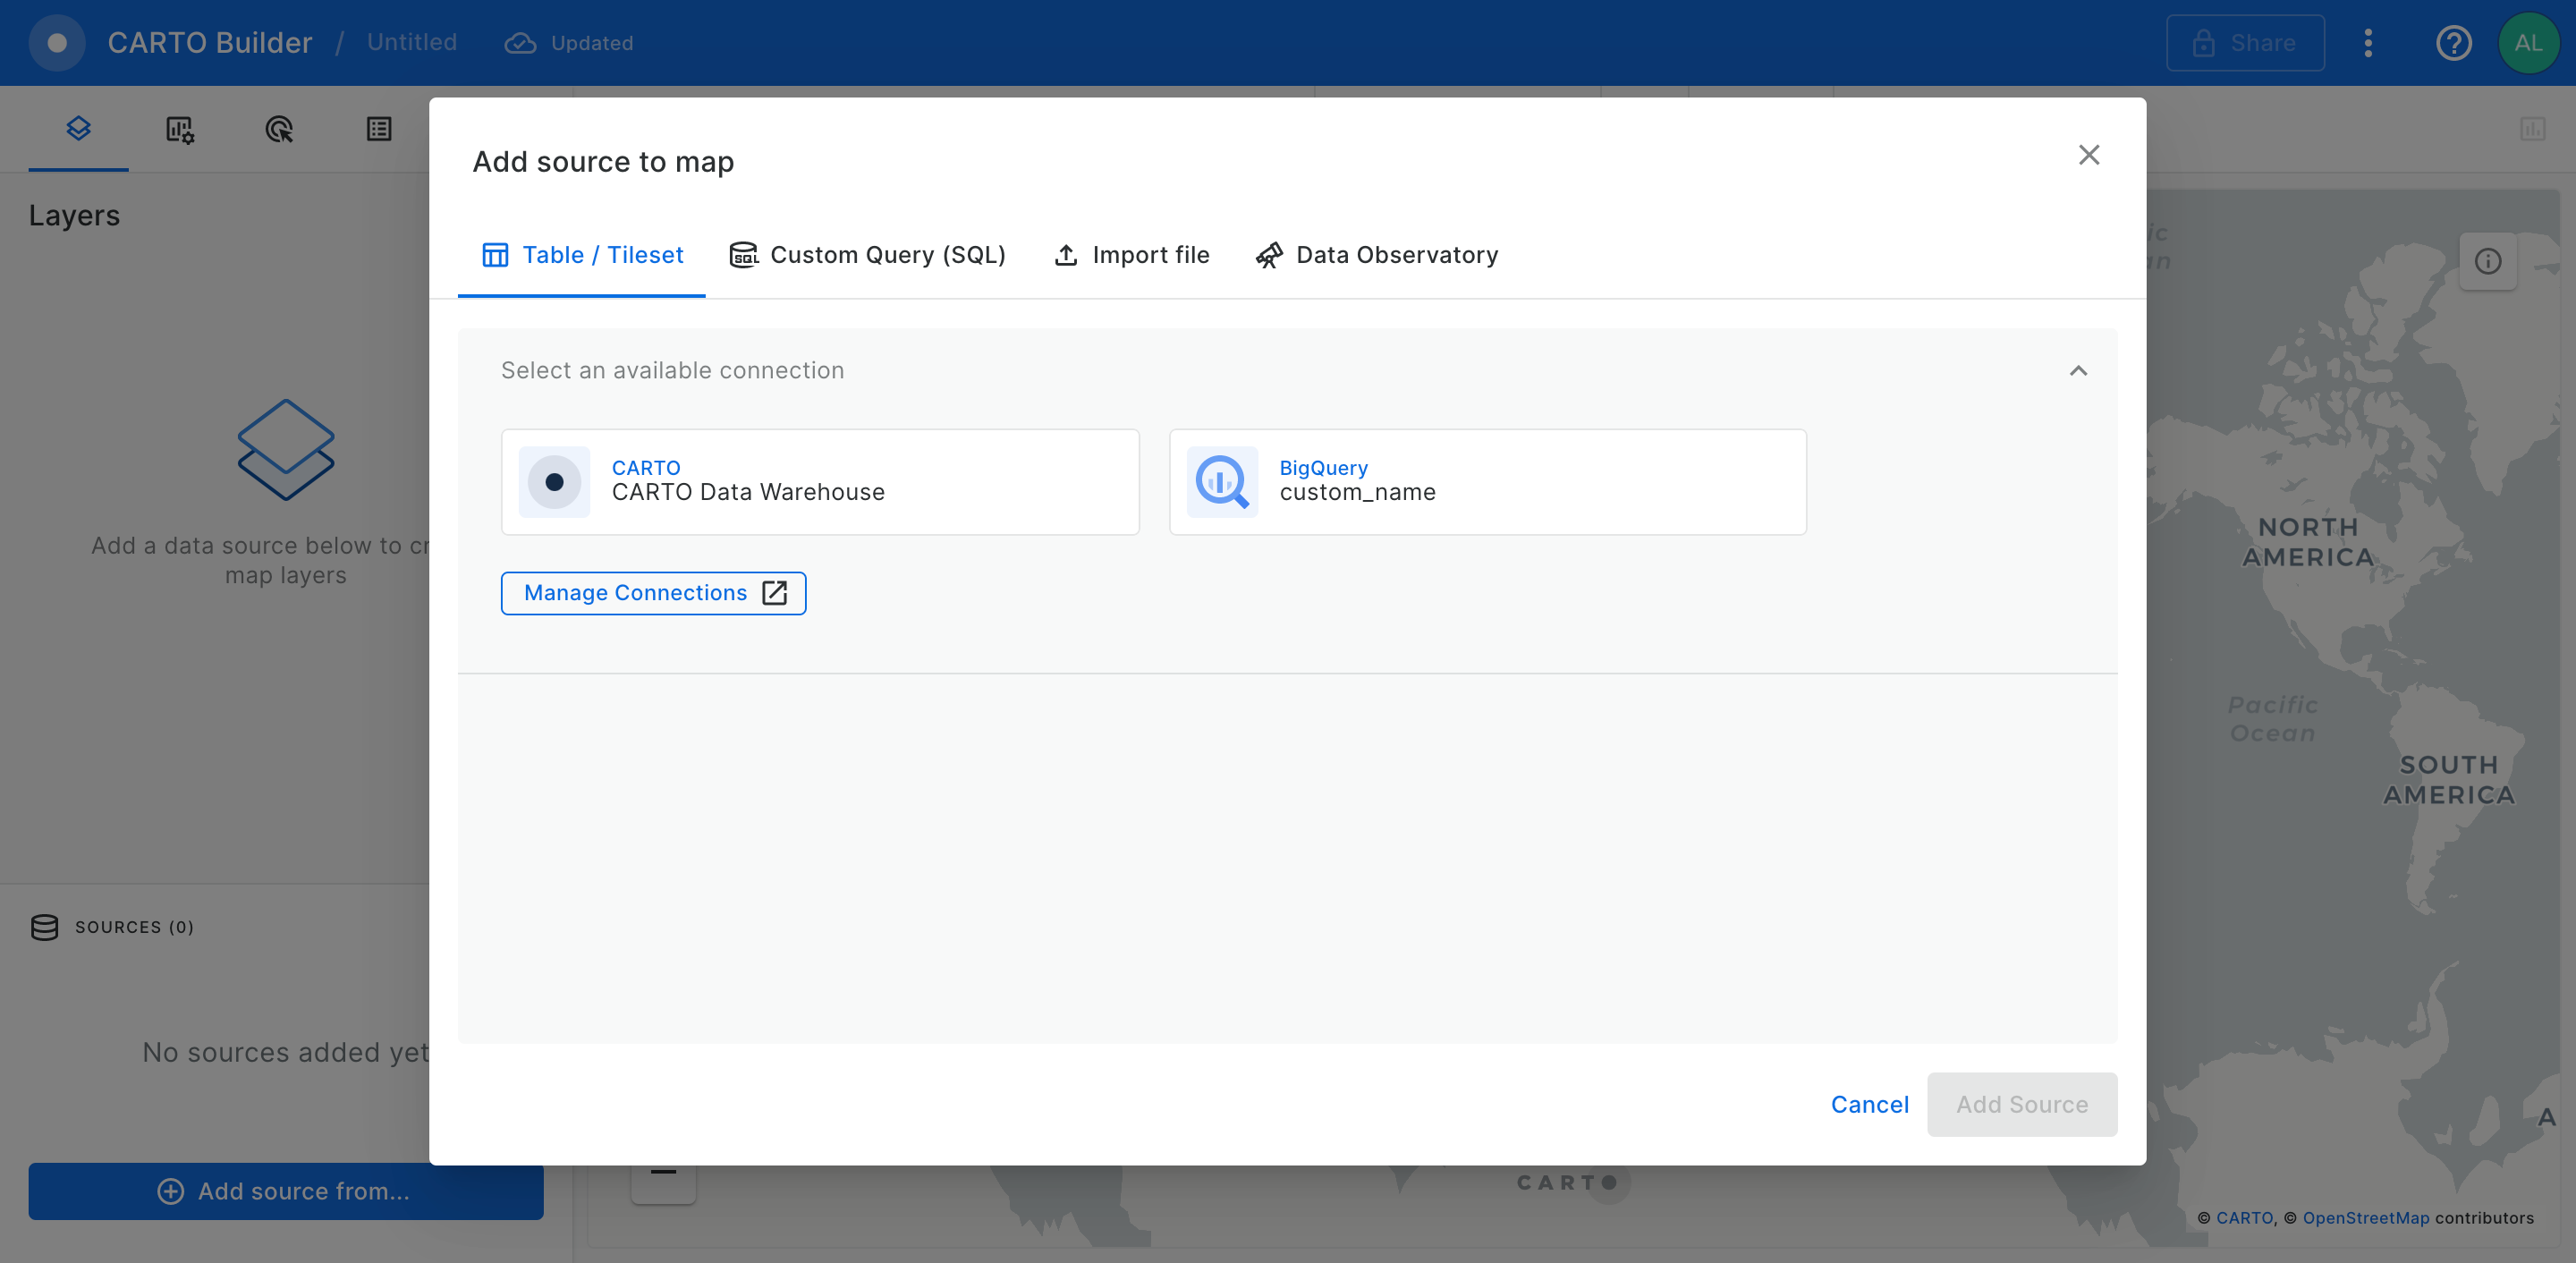 CARTO Builder / Untitled Updated Share AL
Layers
Add a data source below to cr
map layers
SOURCES (0)
No sources added yet
Add source from...
Add source to map
Table / Tileset Custom Query (SQL) Import file Data Observatory
Select an available connection
CARTO
CARTO Data Warehouse
BigQuery
custom_name
Manage Connections
Cancel Add Source
ic
an
NORTH
AMERICA
Pacific
Ocean
SOUTH
AMERICA
A
CARTO
© CARTO, © OpenStreetMap contributors